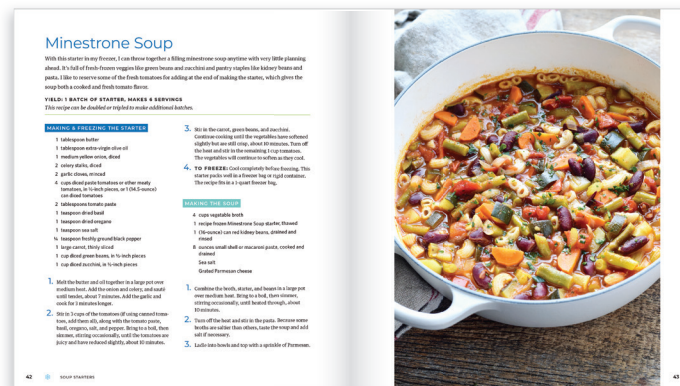 Minestrone Soup
With this starter in my freezer, I can throw together a filling minestrone soup anytime with very little planning
ahead. It's full of fresh-frozen veggies like green beans and zucchini and pantry staples like kidney beans and
pasta. I like to reserve some of the fresh tomatoes for adding at the end of making the starter, which gives the
soup both a cooked and fresh tomato flavor.
YIELD: 1 BATCH OF STARTER, MAKES 6 SERVINGS
This recipe can be doubled or tripled to make additional batches.
MAKING & FREEZING THE STARTER
1 tablespoon butter
1 tablespoon extra-virgin olive oil
1 medium yellow onion, diced
2 celery stalks, diced
2 garlic cloves, minced
4 cups diced paste tomatoes or other meaty
tomatoes, in ½-inch pieces, or 1 (14.5-ounce)
can diced tomatoes
2 tablespoons tomato paste
1 teaspoon dried basil
1 teaspoon dried oregano
1 teaspoon sea salt
¼ teaspoon freshly ground black pepper
1 large carrot, thinly sliced
1 cup diced green beans, in ½-inch pieces
1 cup diced zucchini, in ½-inch pieces
1. Melt the butter and oil together in a large pot over
medium heat. Add the onion and celery, and sauté
until tender, about 7 minutes. Add the garlic and
cook for 3 minutes longer.
2. Stir in 3 cups of the tomatoes (if using canned toma-
toes, add them all), along with the tomato paste,
basil, oregano, salt, and pepper. Bring to a boil, then
simmer, stirring occasionally, until the tomatoes are
juicy and have reduced slightly, about 10 minutes.
3. Stir in the carrot, green beans, and zucchini.
Continue cooking until the vegetables have softened
slightly but are still crisp, about 10 minutes. Turn off
the heat and stir in the remaining 1 cup tomatoes.
The vegetables will continue to soften as they cool.
4. TO FREEZE: Cool completely before freezing. This
starter packs well in a freezer bag or rigid container.
The recipe fits in a 1-quart freezer bag.
MAKING THE SOUP
4 cups vegetable broth
1 recipe frozen Minestrone Soup starter, thawed
1 (16-ounce) can red kidney beans, drained and
rinsed
8 ounces small shell or macaroni pasta, cooked and
drained
Sea salt
Grated Parmesan cheese
1. Combine the broth, starter, and beans in a large pot
over medium heat. Bring to a boil, then simmer,
stirring occasionally, until heated through, about
10 minutes.
2. Turn off the heat and stir in the pasta. Because some
broths are saltier than others, taste the soup and add
salt if necessary.
3. Ladle into bowls and top with a sprinkle of Parmesan.
42 SOUP STARTERS
43